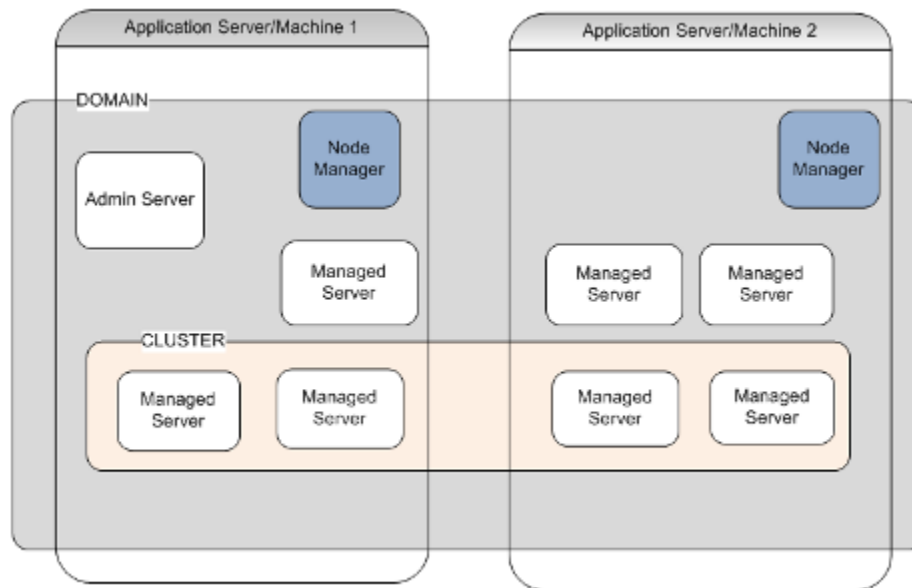 Application Server/Machine 1
Application Server/Machine 2
DOMAIN
Node
Manager
Node
Manager
Admin Server
Managed
Server
Managed
Server
Managed
Server
CLUSTER
Managed
Server
Managed
Server
Managed
Server
Managed
Server